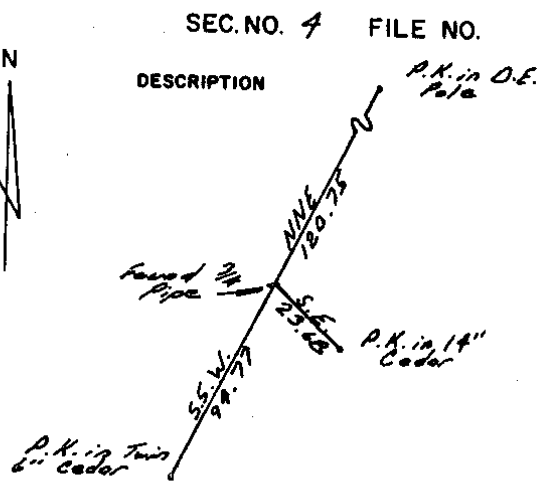 SEC. NO. 4 FILE NO.
N
DESCRIPTION
P.K. in D.E.
Pole
NNE
120.75
Found 3/4
Pipe
S.E.
23.68
P.K. in 14"
Cedar
S.S.W.
94.77
P.K. in Twin
6" Cedar